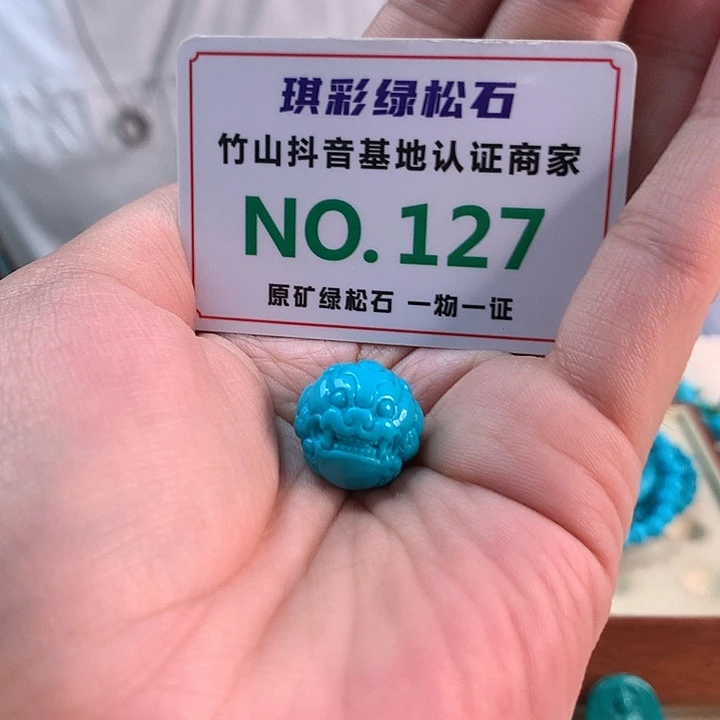 琪彩绿松石
竹山抖音基地认证商家
NO.127
原矿绿松石 一物一证